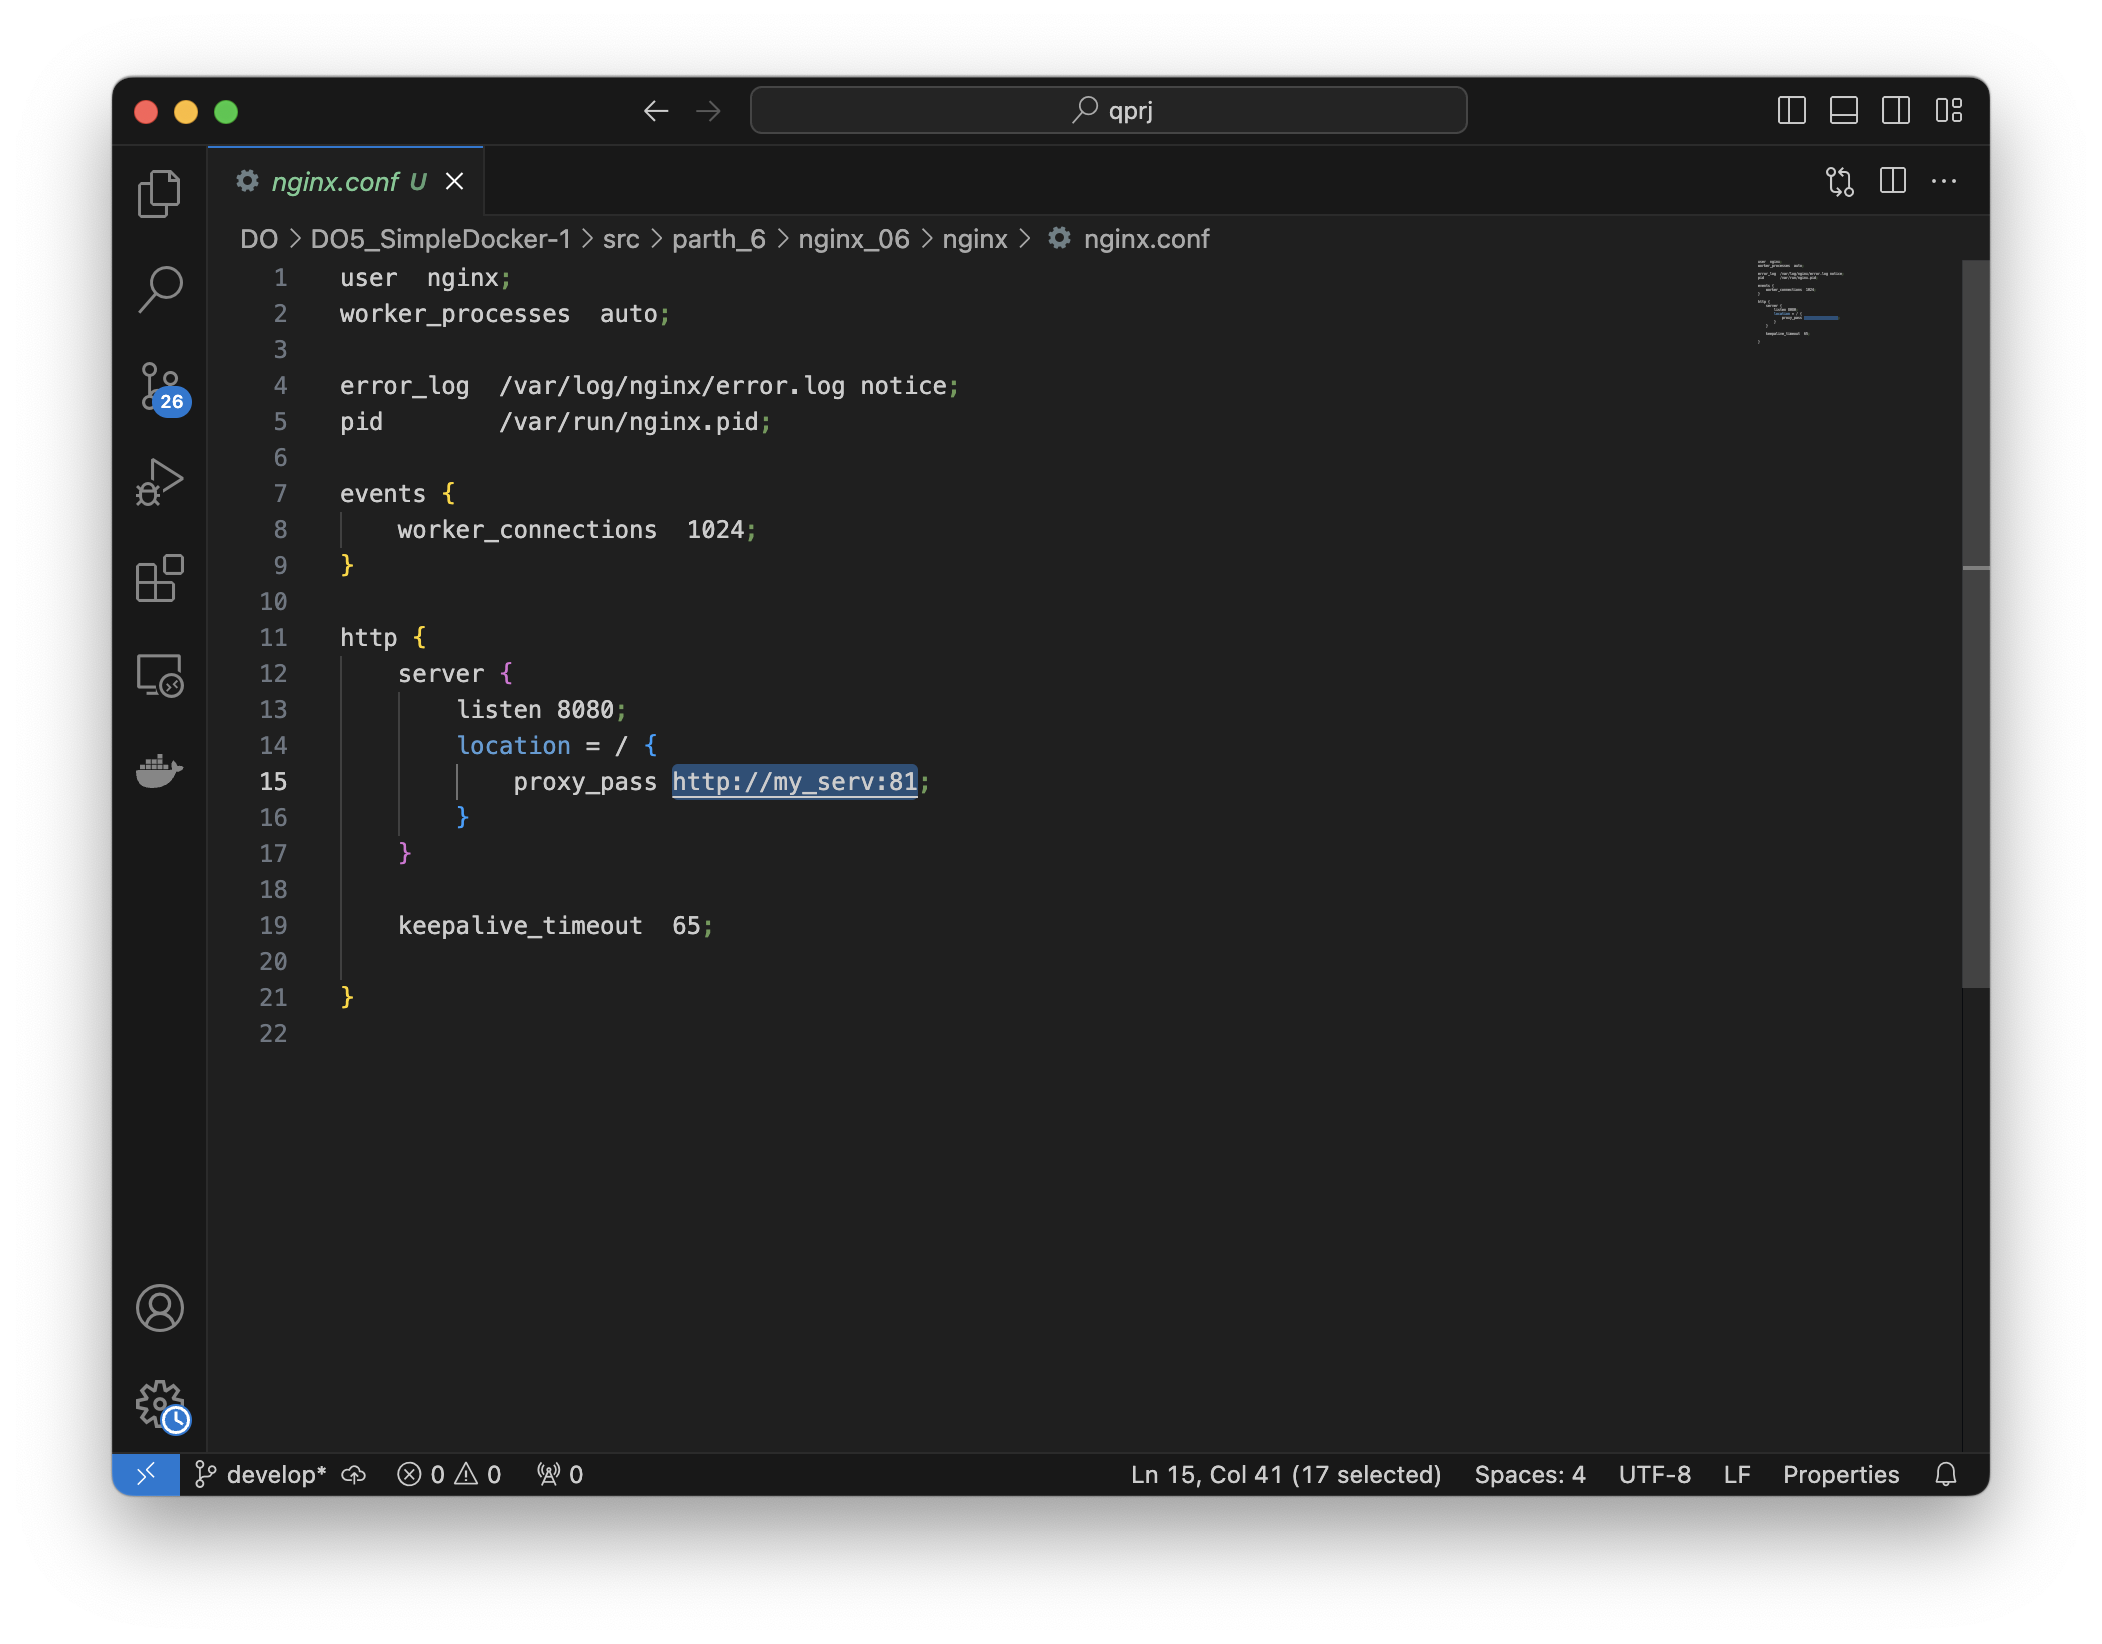 qprj
nginx.conf U
DO > DO5_SimpleDocker-1 > src > parth_6 > nginx_06 > nginx > nginx.conf
1 user  nginx;
2 worker_processes  auto;
3
4 error_log  /var/log/nginx/error.log notice;
5 pid        /var/run/nginx.pid;
6
7 events {
8     worker_connections  1024;
9 }
10
11 http {
12     server {
13         listen 8080;
14         location = / {
15             proxy_pass http://my_serv:81;
16         }
17     }
18
19     keepalive_timeout  65;
20
21 }
22
26
develop* 0 0 0 Ln 15, Col 41 (17 selected) Spaces: 4 UTF-8 LF Properties